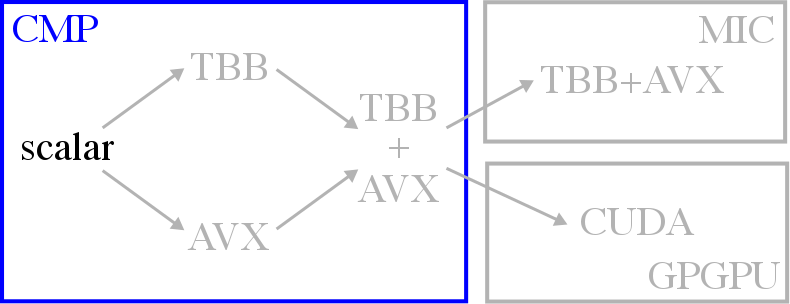 CMP
scalar
TBB
AVX
TBB
+
AVX
MIC
TBB+AVX
CUDA
GPGPU